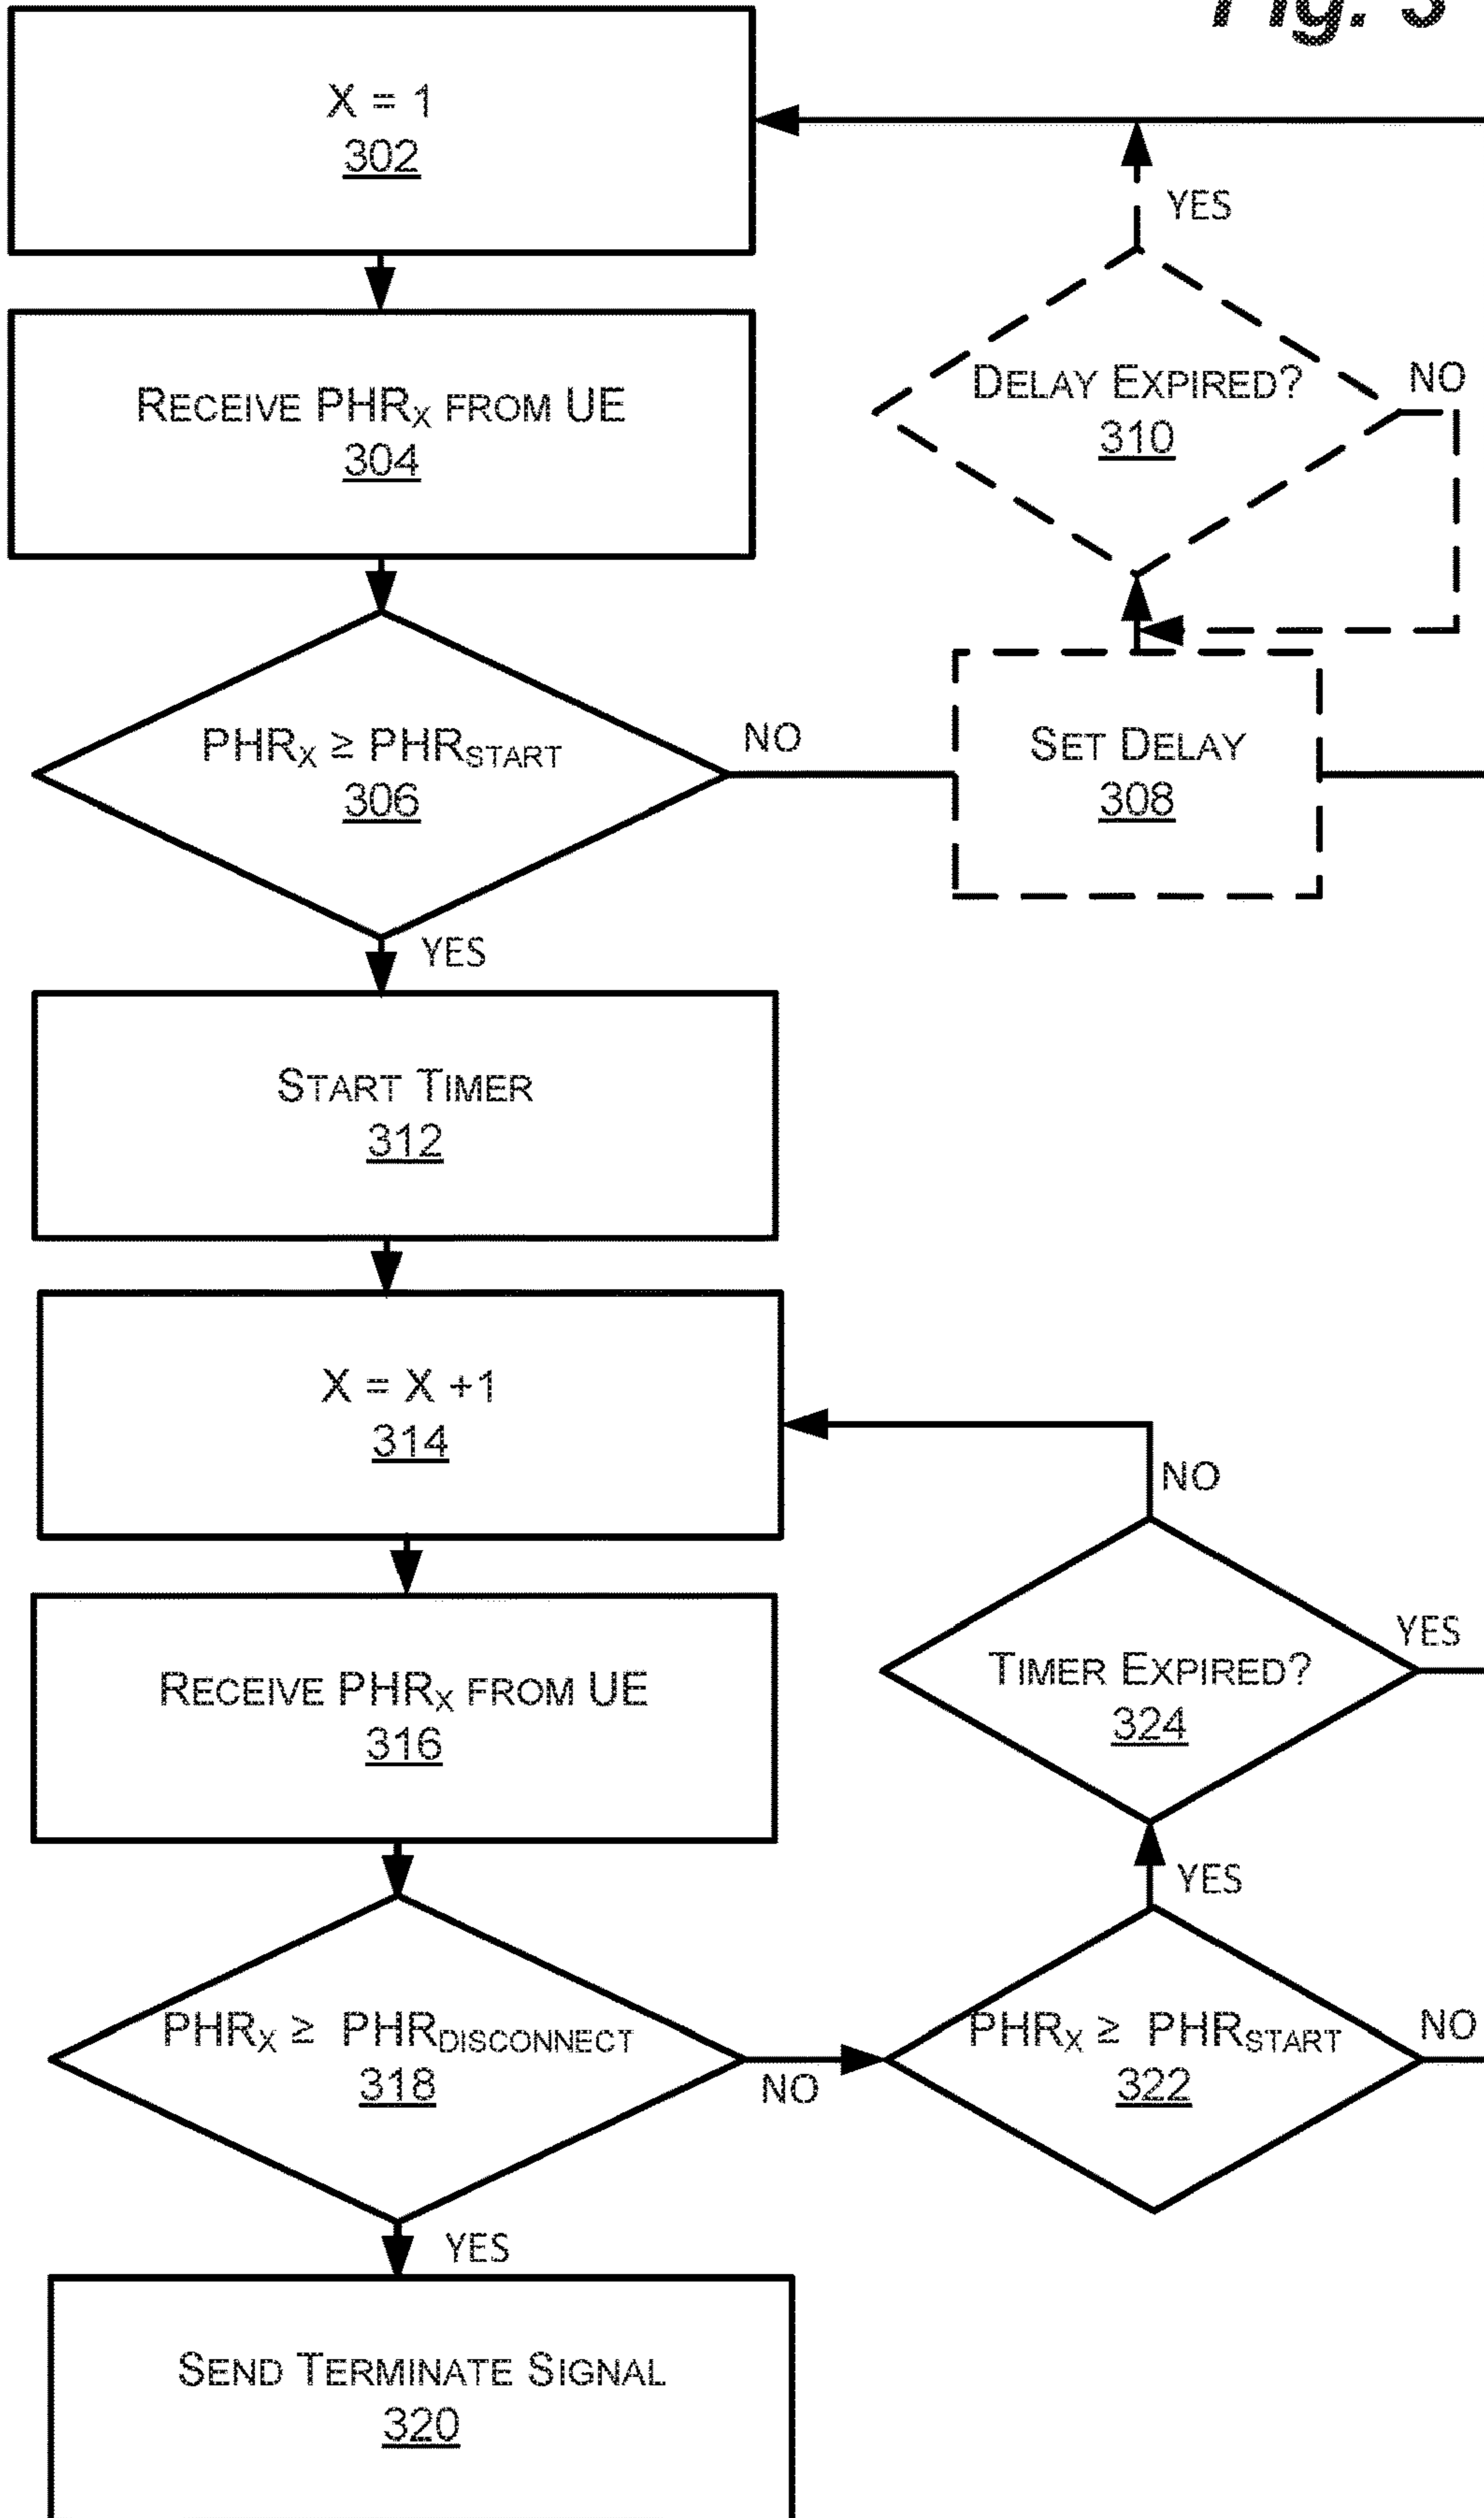 Fig. 3
X = 1
302
YES
RECEIVE PHRX FROM UE
304
DELAY EXPIRED?
310
NO
PHRX ≥ PHRSTART
306
NO
SET DELAY
308
YES
START TIMER
312
X = X +1
314
NO
RECEIVE PHRX FROM UE
316
TIMER EXPIRED?
324
YES
YES
PHRX ≥ PHRDISCONNECT
318
NO
PHRX ≥ PHRSTART
322
NO
YES
SEND TERMINATE SIGNAL
320